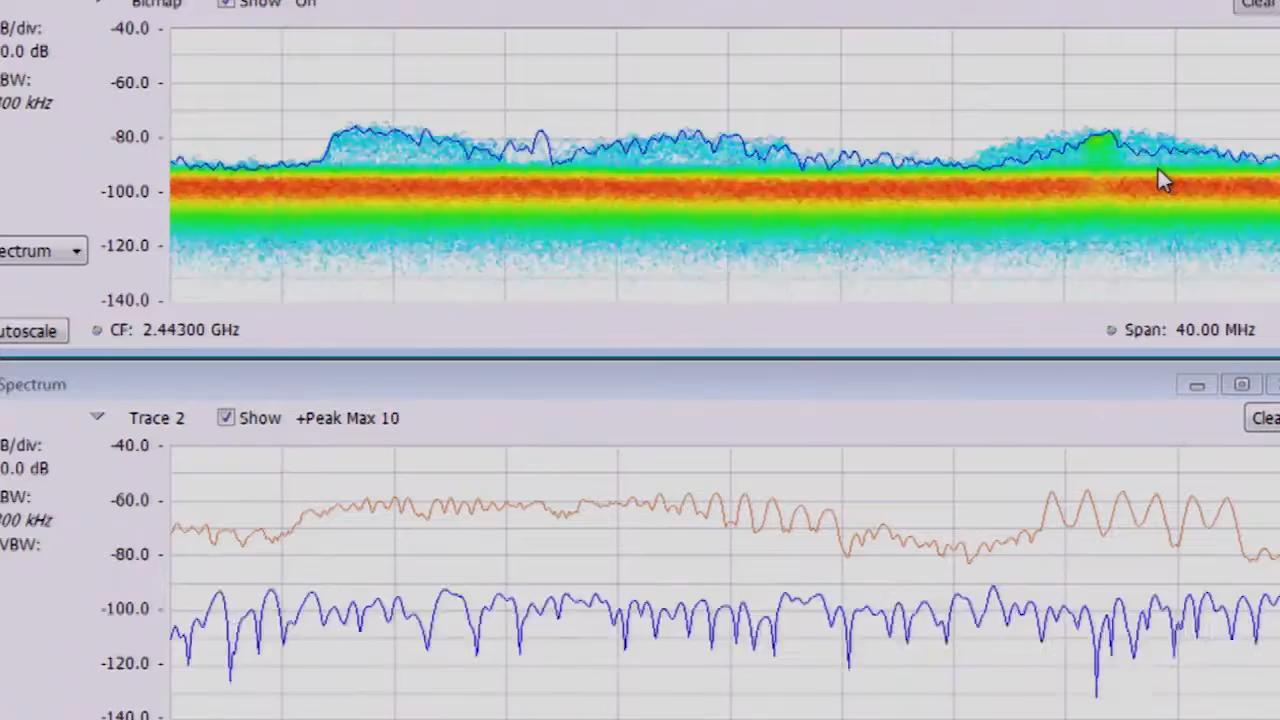 Bitmap Show On Clear
B/div: -40.0
0.0 dB
-60.0
BW:
00 kHz
-80.0
-100.0
-120.0
ectrum
-140.0
utoscale CF: 2.44300 GHz Span: 40.00 MHz
Spectrum
Trace 2 Show +Peak Max 10 Clea
B/div: -40.0
0.0 dB
BW: -60.0
00 kHz
VBW: -80.0
-100.0
-120.0
-140.0